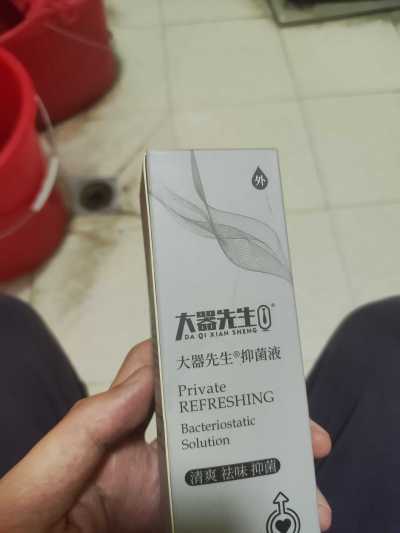 外
大器先生
DA QI XIAN SHENG
大器先生®抑菌液
Private
REFRESHING
Bacteriostatic
Solution
清爽 祛味 抑菌